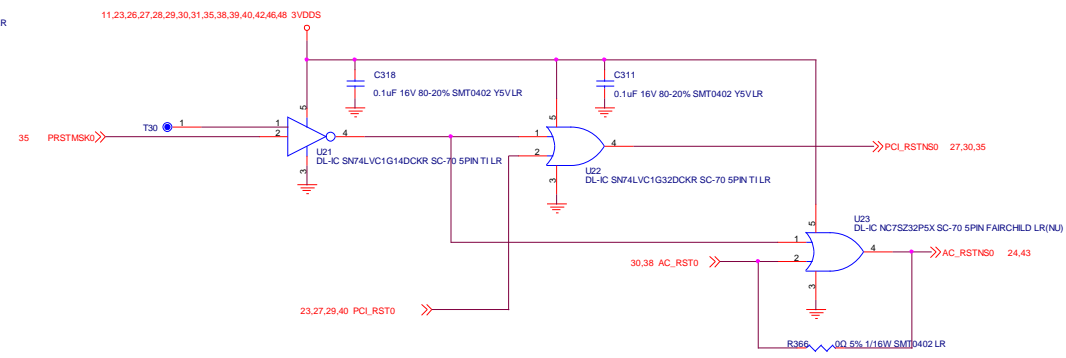 R
11,23,26,27,28,29,30,31,35,38,39,40,42,46,48 3VDDS
C318
0.1uF 16V 80-20% SMT0402 Y5V LR
C311
0.1uF 16V 80-20% SMT0402 Y5V LR
5
5
T30 1
1
35 PRSTMSK0
2
4
1
4
PCI_RSTNS0 27,30,35
2
U21
DL-IC SN74LVC1G14DCKR SC-70 5PIN TI LR
3
U22
DL-IC SN74LVC1G32DCKR SC-70 5PIN TI LR
3
5
U23
DL-IC NC7SZ32P5X SC-70 5PIN FAIRCHILD LR(NU)
1
4
AC_RSTNS0 24,43
30,38 AC_RST0
2
3
23,27,29,40 PCI_RST0
R366 0Ω 5% 1/16W SMT0402 LR